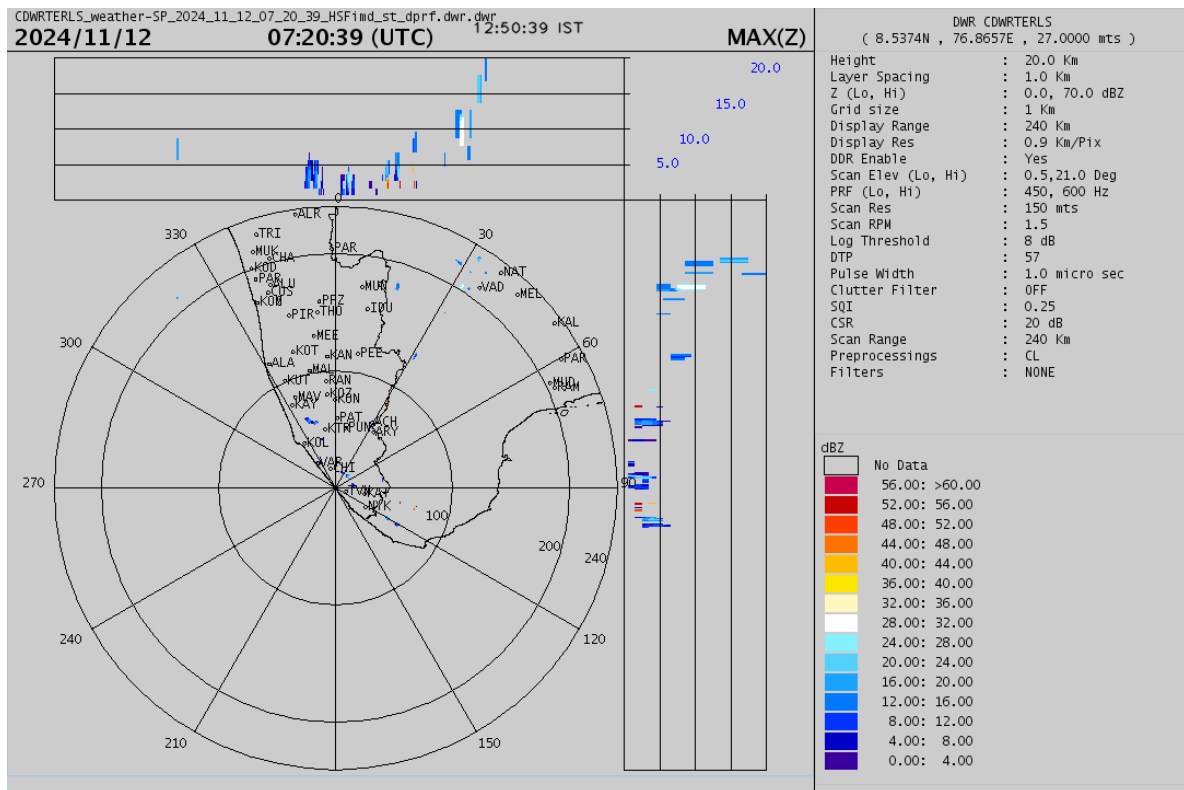 CDWRTERLS_weather-SP_2024_11_12_07_20_39_HSFimd_st_dprf.dwr.dwr
12:50:39 IST
2024/11/12 07:20:39 (UTC) MAX(Z)
20.0
15.0
10.0
5.0
0
330
30
300
60
270
90
240
120
210
150
100
200
240
ALR
TRI
PAR
MUK
CHA
KOD
PAR
ALU
COS
KOM
MUN
NAT
VAD
MEL
PFZ
IDU
PIR
THO
KAL
MEE
KOT
KAN
PEE
PAR
ALA
MAL
KUT
RAN
MUD
RAM
MAV
KOZ
KON
KAY
PAT
ACH
KTR
PUN
ARY
KOL
VAR
CHI
TVM
KAY
NYK
DWR CDWRTERLS
( 8.5374N , 76.8657E , 27.0000 mts )
Height : 20.0 Km
Layer Spacing : 1.0 Km
Z (Lo, Hi) : 0.0, 70.0 dBZ
Grid size : 1 Km
Display Range : 240 Km
Display Res : 0.9 Km/Pix
DDR Enable : Yes
Scan Elev (Lo, Hi) : 0.5,21.0 Deg
PRF (Lo, Hi) : 450, 600 Hz
Scan Res : 150 mts
Scan RPM : 1.5
Log Threshold : 8 dB
DTP : 57
Pulse Width : 1.0 micro sec
Clutter Filter : OFF
SQI : 0.25
CSR : 20 dB
Scan Range : 240 Km
Preprocessings : CL
Filters : NONE
dBZ
No Data
56.00: >60.00
52.00: 56.00
48.00: 52.00
44.00: 48.00
40.00: 44.00
36.00: 40.00
32.00: 36.00
28.00: 32.00
24.00: 28.00
20.00: 24.00
16.00: 20.00
12.00: 16.00
8.00: 12.00
4.00: 8.00
0.00: 4.00